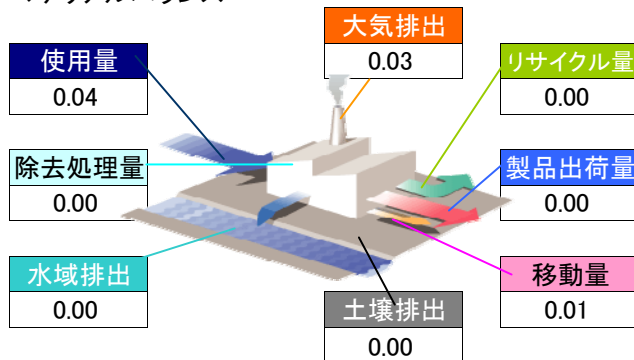 大気排出
0.03
使用量
0.04
リサイクル量
0.00
除去処理量
0.00
製品出荷量
0.00
水域排出
0.00
移動量
0.01
土壌排出
0.00